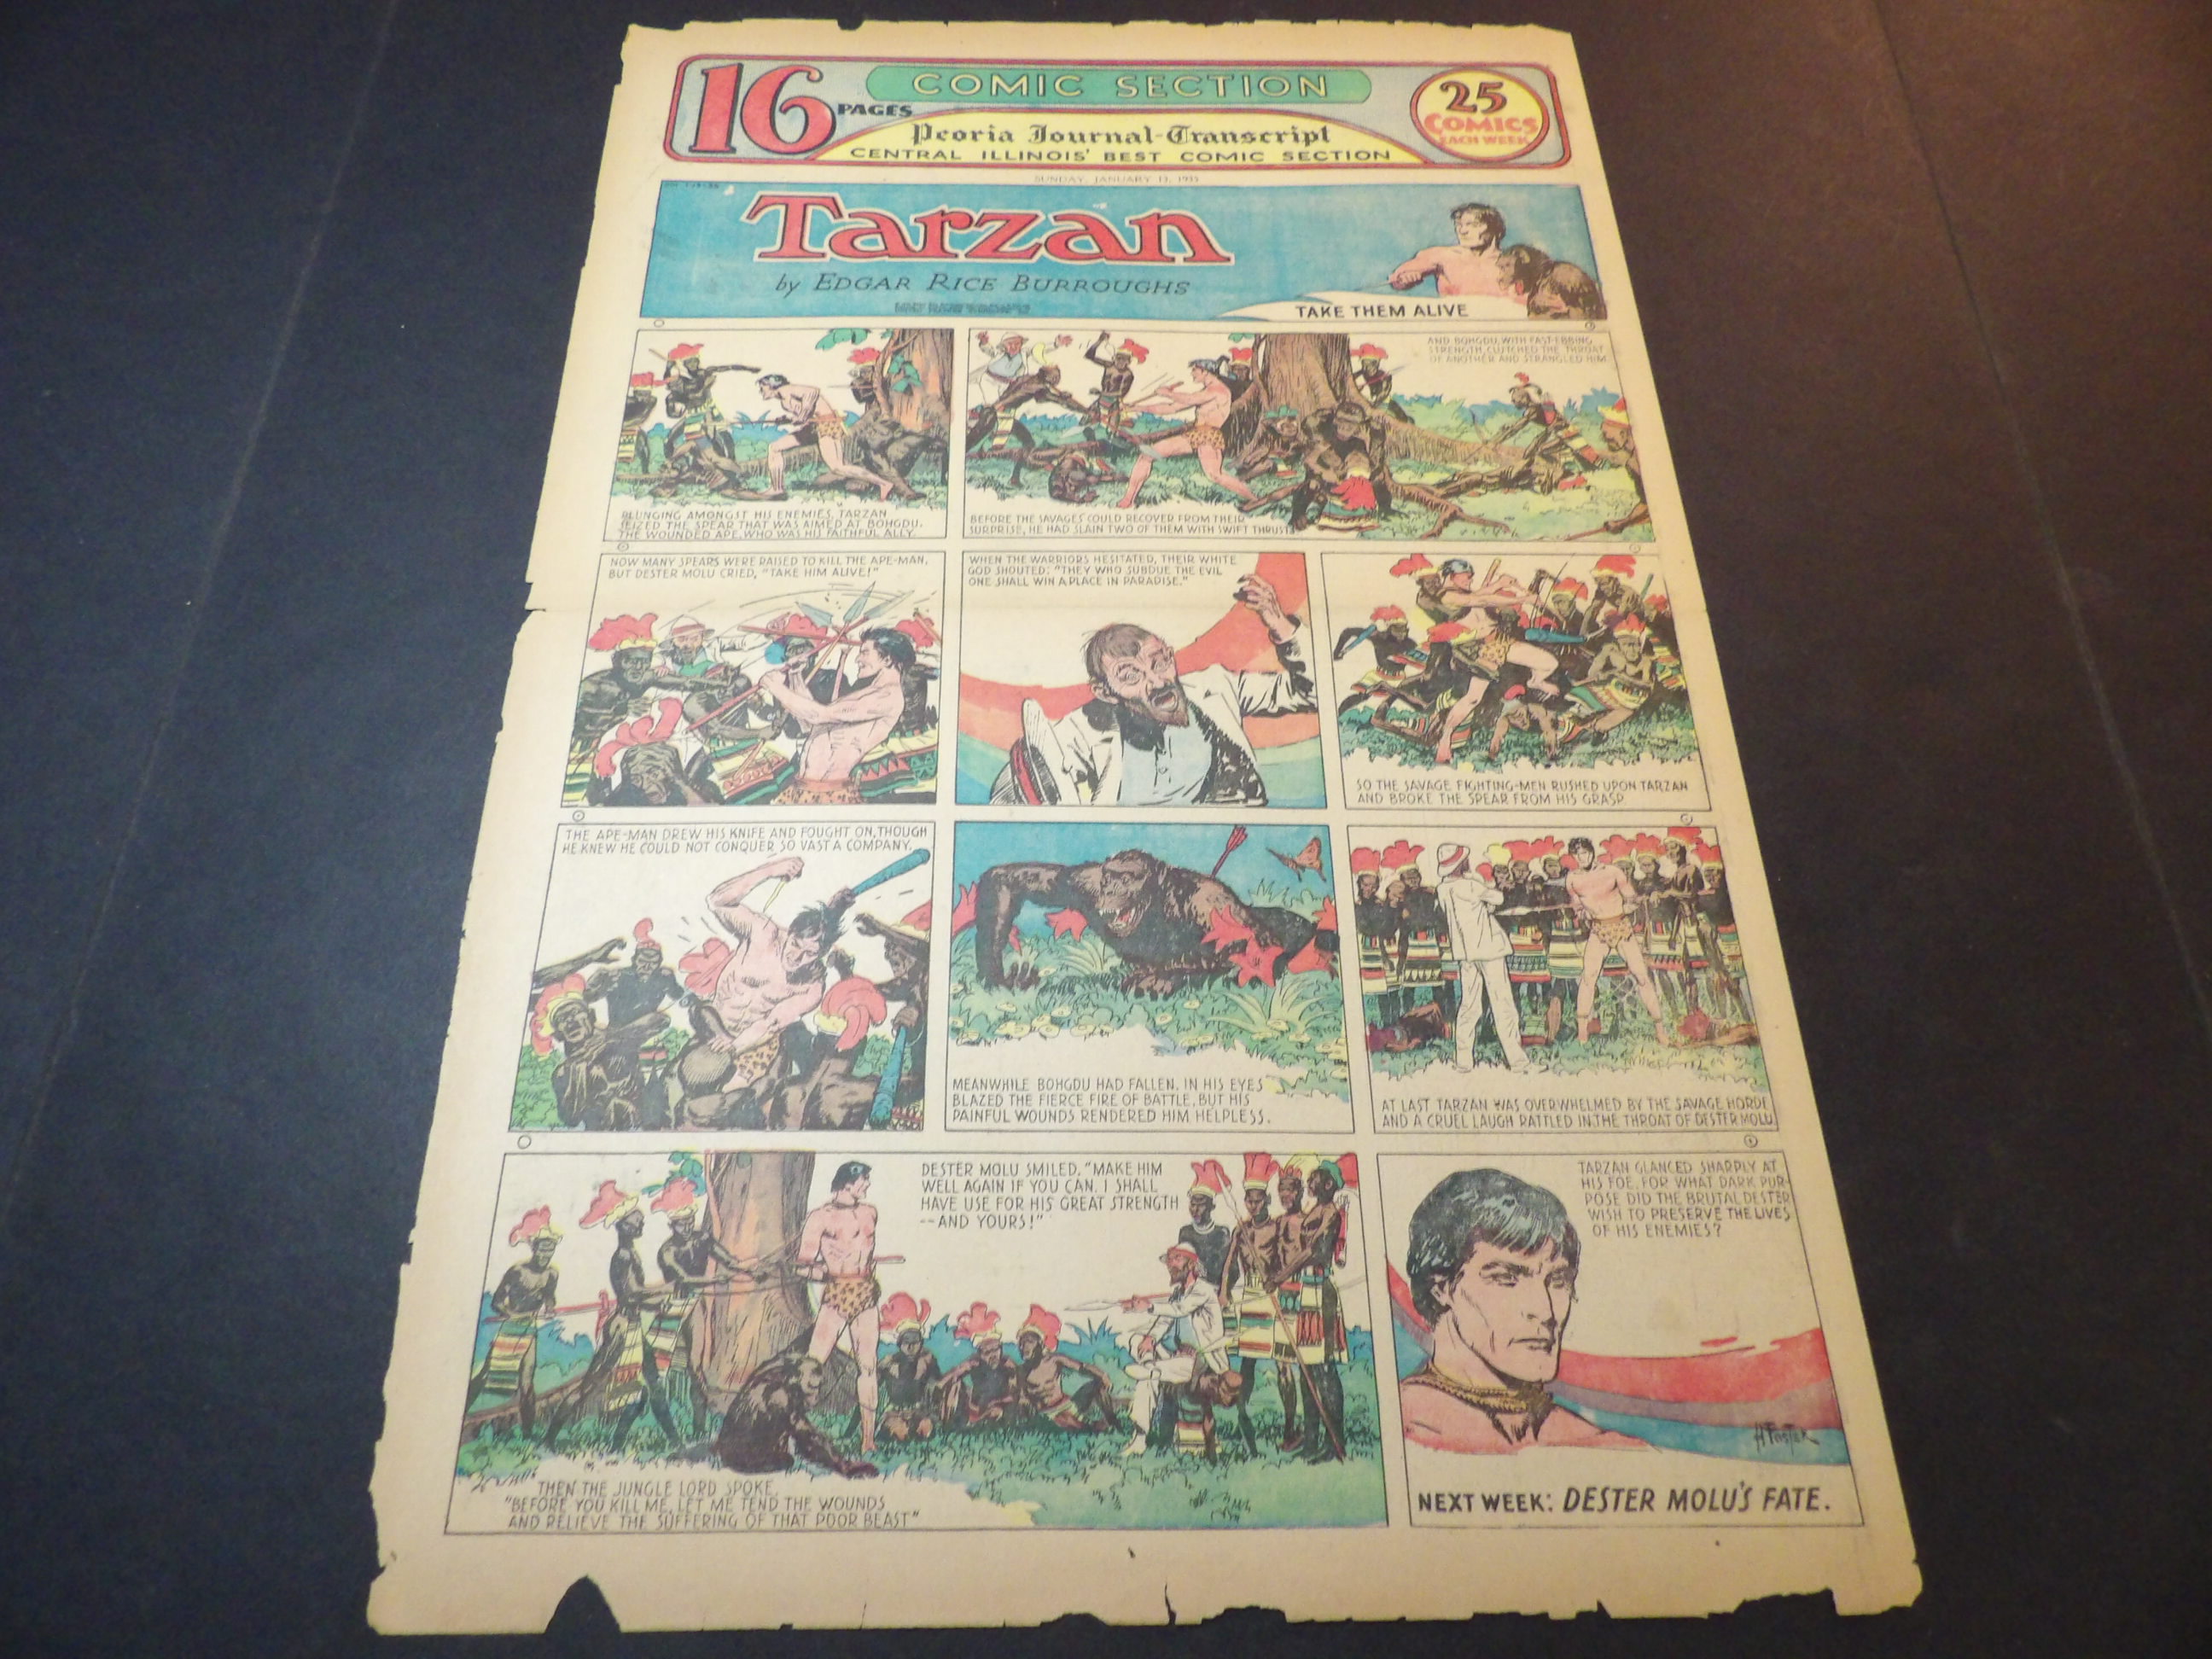 16
PAGES
COMIC SECTION
Peoria Journal-Transcript
CENTRAL ILLINOIS' BEST COMIC SECTION
25
COMICS
EACH WEEK
SUNDAY, JANUARY 13, 1935
Tarzan
by EDGAR RICE BURROUGHS
TAKE THEM ALIVE
PLUNGING AMONGST HIS ENEMIES, TARZAN
SEIZED THE SPEAR THAT WAS AIMED AT BOHGDU,
THE WOUNDED APE, WHO WAS HIS FAITHFUL ALLY.
BEFORE THE SAVAGES COULD RECOVER FROM THEIR
SURPRISE, HE HAD SLAIN TWO OF THEM WITH SWIFT THRUSTS
AND BOHGDU, WITH FAST-EBBING
STRENGTH, CLUTCHED THE THROAT
OF ANOTHER AND STRANGLED HIM.
NOW MANY SPEARS WERE RAISED TO KILL THE APE-MAN,
BUT DESTER MOLU CRIED, "TAKE HIM ALIVE!"
WHEN THE WARRIORS HESITATED, THEIR WHITE
GOD SHOUTED: "THEY WHO SUBDUE THE EVIL
ONE SHALL WIN A PLACE IN PARADISE."
SO THE SAVAGE FIGHTING-MEN RUSHED UPON TARZAN
AND BROKE THE SPEAR FROM HIS GRASP.
THE APE-MAN DREW HIS KNIFE AND FOUGHT ON, THOUGH
HE KNEW HE COULD NOT CONQUER SO VAST A COMPANY.
MEANWHILE BOHGDU HAD FALLEN. IN HIS EYES
BLAZED THE FIERCE FIRE OF BATTLE, BUT HIS
PAINFUL WOUNDS RENDERED HIM HELPLESS.
AT LAST TARZAN WAS OVERWHELMED BY THE SAVAGE HORDE
AND A CRUEL LAUGH RATTLED IN THE THROAT OF DESTER MOLU.
THEN THE JUNGLE LORD SPOKE,
"BEFORE YOU KILL ME, LET ME TEND THE WOUNDS
AND RELIEVE THE SUFFERING OF THAT POOR BEAST"
DESTER MOLU SMILED, "MAKE HIM
WELL AGAIN IF YOU CAN. I SHALL
HAVE USE FOR HIS GREAT STRENGTH
--AND YOURS!"
TARZAN GLANCED SHARPLY AT
HIS FOE. FOR WHAT DARK PUR-
POSE DID THE BRUTAL DESTER
WISH TO PRESERVE THE LIVES
OF HIS ENEMIES?
H FOSTER
NEXT WEEK: DESTER MOLU'S FATE.